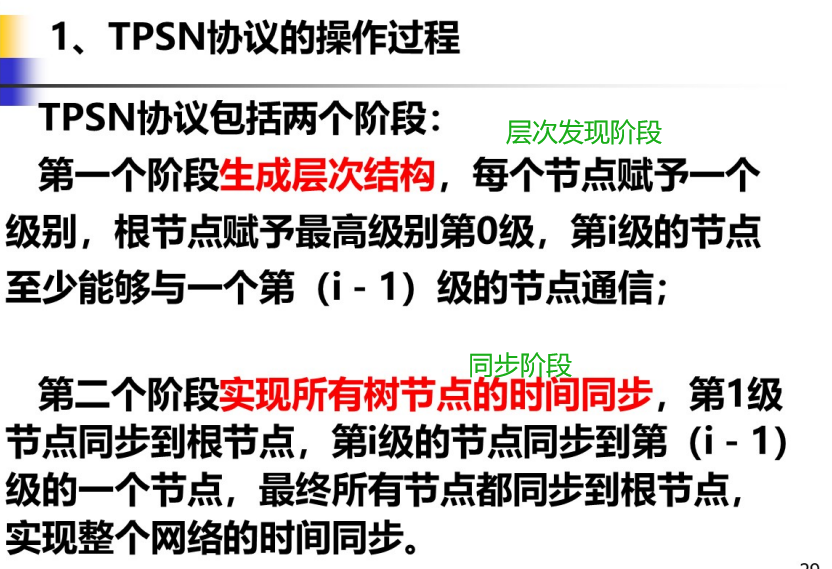 1、TPSN协议的操作过程
TPSN协议包括两个阶段：
层次发现阶段
第一个阶段生成层次结构，每个节点赋予一个
级别，根节点赋予最高级别第0级，第i级的节点
至少能够与一个第（i - 1）级的节点通信；
同步阶段
第二个阶段实现所有树节点的时间同步，第1级
节点同步到根节点，第i级的节点同步到第（i - 1）
级的一个节点，最终所有节点都同步到根节点，
实现整个网络的时间同步。